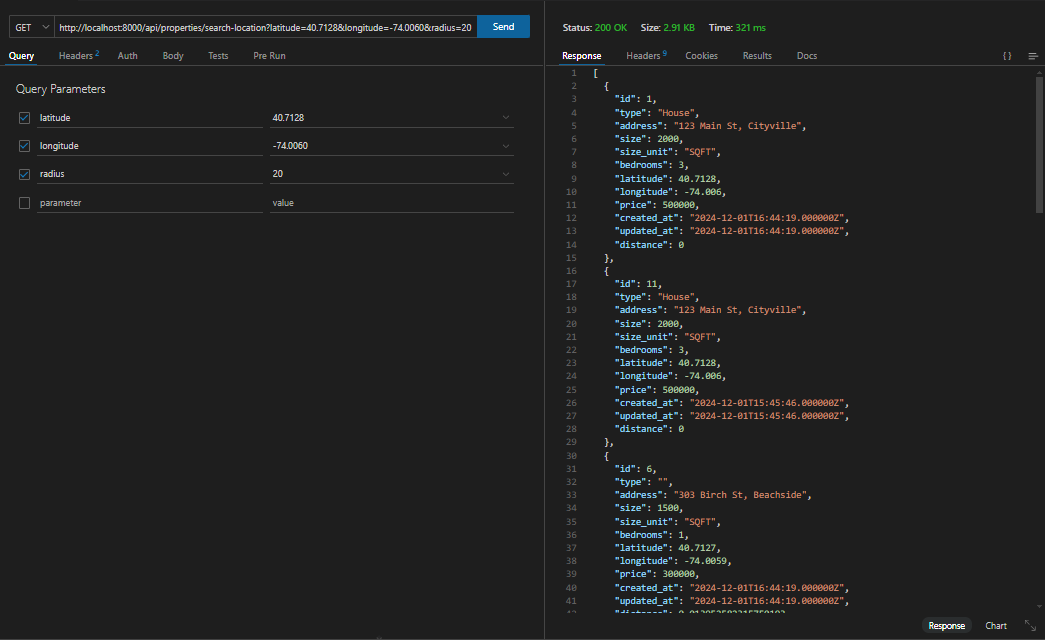 GET http://localhost:8000/api/properties/search-location?latitude=40.7128&longitude=-74.0060&radius=20 Send
Query Headers 2 Auth Body Tests Pre Run
Query Parameters
latitude 40.7128
longitude -74.0060
radius 20
parameter value
Status: 200 OK Size: 2.91 KB Time: 321 ms
Response Headers 9 Cookies Results Docs { }
1 [
2 {
3 "id": 1,
4 "type": "House",
5 "address": "123 Main St, Cityville",
6 "size": 2000,
7 "size_unit": "SQFT",
8 "bedrooms": 3,
9 "latitude": 40.7128,
10 "longitude": -74.006,
11 "price": 500000,
12 "created_at": "2024-12-01T16:44:19.000000Z",
13 "updated_at": "2024-12-01T16:44:19.000000Z",
14 "distance": 0
15 },
16 {
17 "id": 11,
18 "type": "House",
19 "address": "123 Main St, Cityville",
20 "size": 2000,
21 "size_unit": "SQFT",
22 "bedrooms": 3,
23 "latitude": 40.7128,
24 "longitude": -74.006,
25 "price": 500000,
26 "created_at": "2024-12-01T15:45:46.000000Z",
27 "updated_at": "2024-12-01T15:45:46.000000Z",
28 "distance": 0
29 },
30 {
31 "id": 6,
32 "type": "",
33 "address": "303 Birch St, Beachside",
34 "size": 1500,
35 "size_unit": "SQFT",
36 "bedrooms": 1,
37 "latitude": 40.7127,
38 "longitude": -74.0059,
39 "price": 300000,
40 "created_at": "2024-12-01T16:44:19.000000Z",
41 "updated_at": "2024-12-01T16:44:19.000000Z",
Response Chart